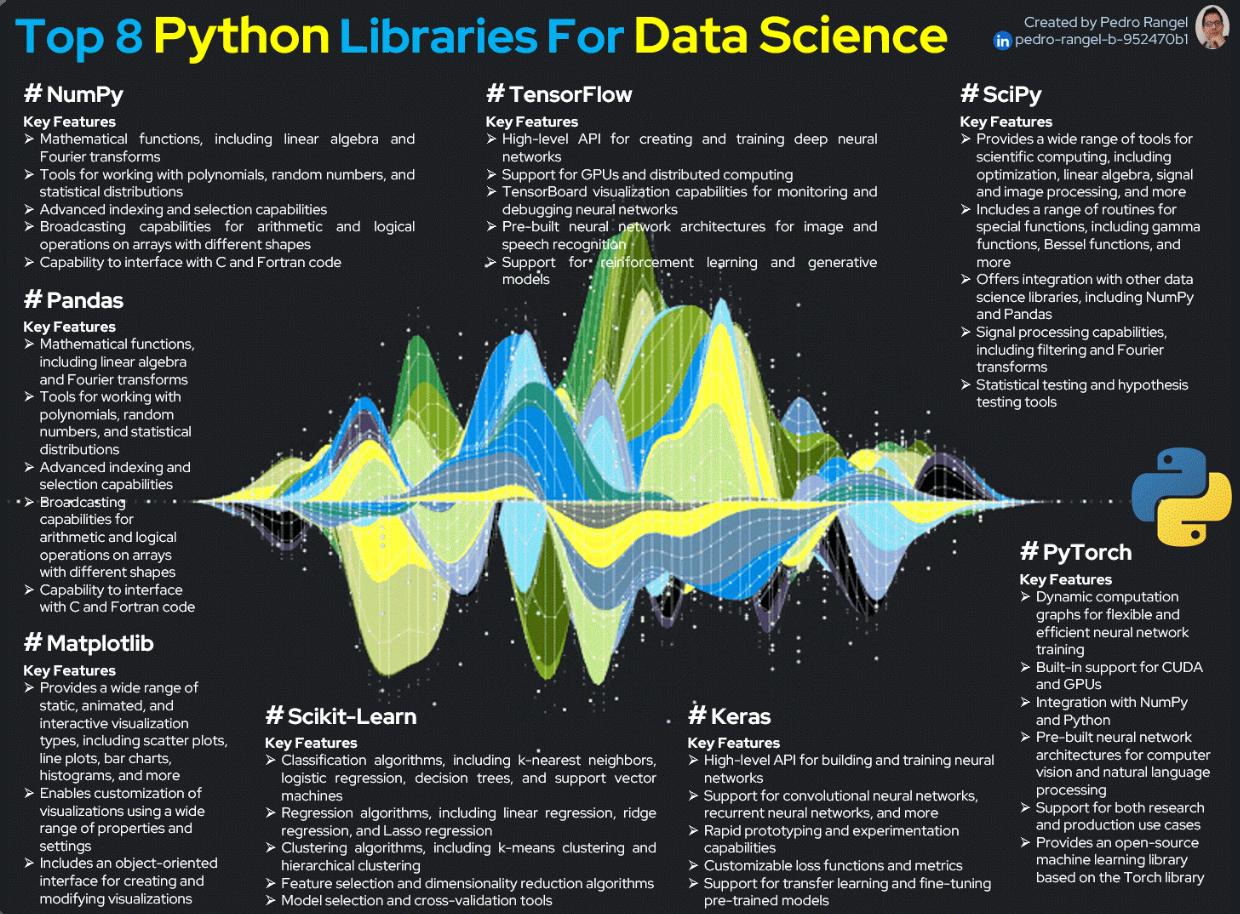 Top 8 Python Libraries For Data Science
Created by Pedro Rangel
in pedro-rangel-b-952470b1
# NumPy
Key Features
➢ Mathematical functions, including linear algebra and
Fourier transforms
➢ Tools for working with polynomials, random numbers, and
statistical distributions
➢ Advanced indexing and selection capabilities
➢ Broadcasting capabilities for arithmetic and logical
operations on arrays with different shapes
➢ Capability to interface with C and Fortran code
# TensorFlow
Key Features
➢ High-level API for creating and training deep neural
networks
➢ Support for GPUs and distributed computing
➢ TensorBoard visualization capabilities for monitoring and
debugging neural networks
➢ Pre-built neural network architectures for image and
speech recognition
➢ Support for reinforcement learning and generative
models
# SciPy
Key Features
➢ Provides a wide range of tools for
scientific computing, including
optimization, linear algebra, signal
and image processing, and more
➢ Includes a range of routines for
special functions, including gamma
functions, Bessel functions, and
more
➢ Offers integration with other data
science libraries, including NumPy
and Pandas
➢ Signal processing capabilities,
including filtering and Fourier
transforms
➢ Statistical testing and hypothesis
testing tools
# Pandas
Key Features
➢ Mathematical functions,
including linear algebra
and Fourier transforms
➢ Tools for working with
polynomials, random
numbers, and statistical
distributions
➢ Advanced indexing and
selection capabilities
➢ Broadcasting
capabilities for
arithmetic and logical
operations on arrays
with different shapes
➢ Capability to interface
with C and Fortran code
# Matplotlib
Key Features
➢ Provides a wide range of
static, animated, and
interactive visualization
types, including scatter plots,
line plots, bar charts,
histograms, and more
➢ Enables customization of
visualizations using a wide
range of properties and
settings
➢ Includes an object-oriented
interface for creating and
modifying visualizations
# Scikit-Learn
Key Features
➢ Classification algorithms, including k-nearest neighbors,
logistic regression, decision trees, and support vector
machines
➢ Regression algorithms, including linear regression, ridge
regression, and Lasso regression
➢ Clustering algorithms, including k-means clustering and
hierarchical clustering
➢ Feature selection and dimensionality reduction algorithms
➢ Model selection and cross-validation tools
# Keras
Key Features
➢ High-level API for building and training neural
networks
➢ Support for convolutional neural networks,
recurrent neural networks, and more
➢ Rapid prototyping and experimentation
capabilities
➢ Customizable loss functions and metrics
➢ Support for transfer learning and fine-tuning
pre-trained models
# PyTorch
Key Features
➢ Dynamic computation
graphs for flexible and
efficient neural network
training
➢ Built-in support for CUDA
and GPUs
➢ Integration with NumPy
and Python
➢ Pre-built neural network
architectures for computer
vision and natural language
processing
➢ Support for both research
and production use cases
➢ Provides an open-source
machine learning library
based on the Torch library